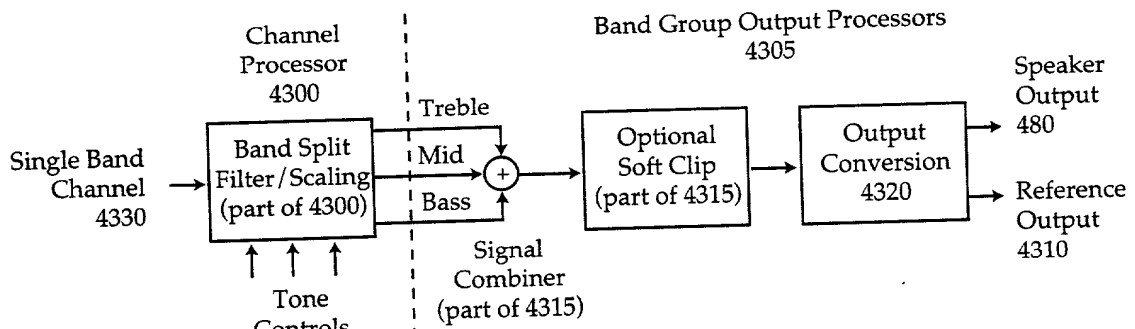 Channel
Processor
4300
Band Group Output Processors
4305
Single Band
Channel
4330
Band Split
Filter/Scaling
(part of 4300)
Tone
Controls
Treble
Mid
Bass
+
Signal
Combiner
(part of 4315)
Optional
Soft Clip
(part of 4315)
Output
Conversion
4320
Speaker
Output
480
Reference
Output
4310